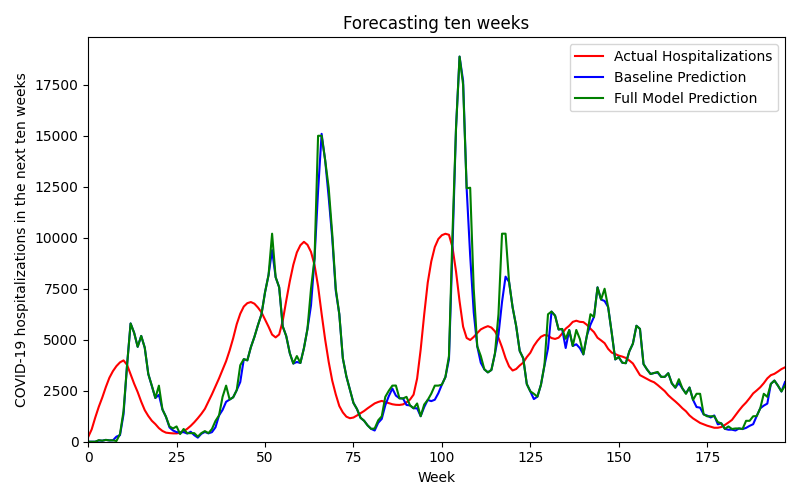 Forecasting ten weeks
Actual Hospitalizations
Baseline Prediction
Full Model Prediction
COVID-19 hospitalizations in the next ten weeks
17500
15000
12500
10000
7500
5000
2500
0
0 25 50 75 100 125 150 175
Week